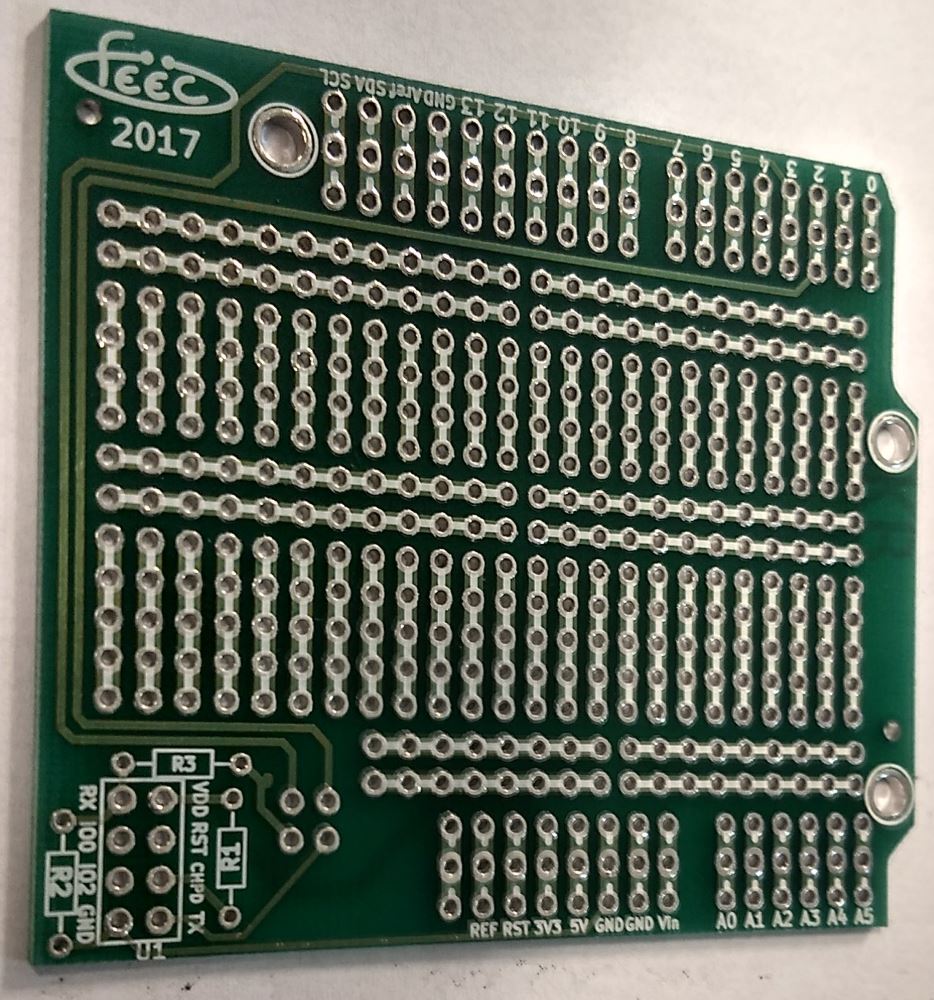 feec
2017
SCL SDA Aref GND 13 12 11 10 9 8 7 6 5 4 3 2 1 0
R3
RX IO0 IO2 GND
VDD RST CHPD TX
R1
R2
U1
REF RST 3V3 5V GND GND Vin A0 A1 A2 A3 A4 A5